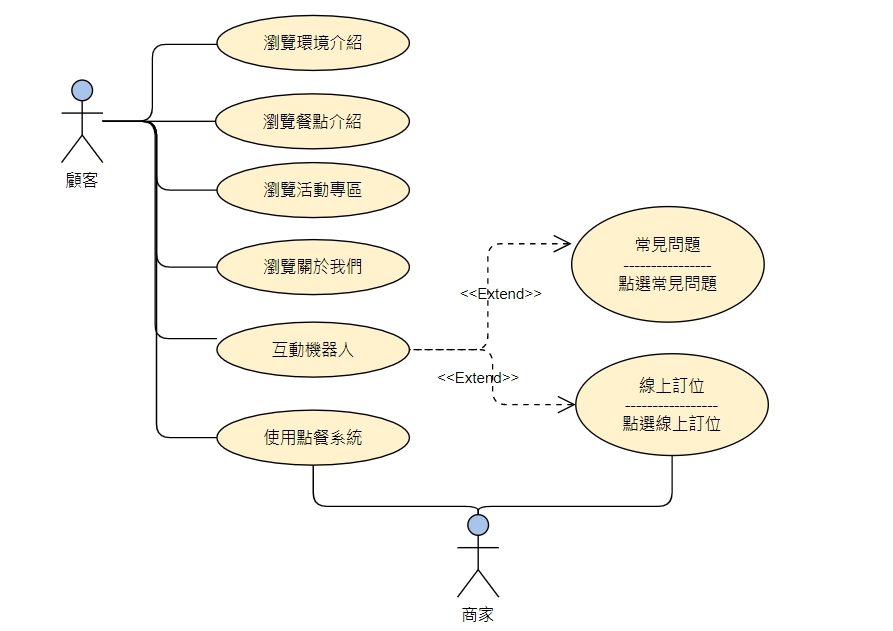 瀏覽環境介紹
瀏覽餐點介紹
顧客
瀏覽活動專區
瀏覽關於我們
常見問題
----------------
點選常見問題
<<Extend>>
互動機器人
<<Extend>>
線上訂位
-----------------
點選線上訂位
使用點餐系統
商家